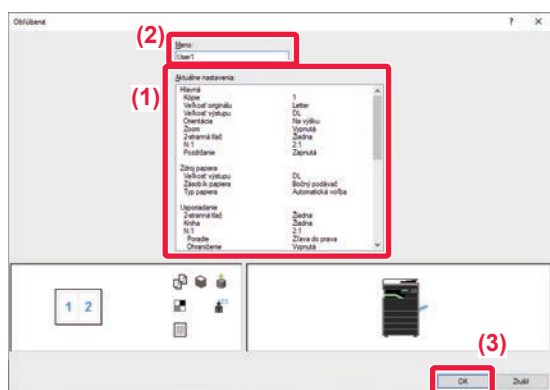 Obľúbené ? ×
(2)
Meno:
User1
(1)
Aktuálne nastavenia:
Hlavná
Kópie 1
Veľkosť originálu Letter
Veľkosť výstupu DL
Orientácia Na výšku
Zoom Vypnutá
2-stranná tlač Žiadna
N:1 2:1
Pozdržanie Zapnutá
Zdroj papiera
Veľkosť výstupu DL
Zásobník papiera Bočný podávač
Typ papiera Automatická voľba
Usporiadanie
2-stranná tlač Žiadna
Kniha Žiadna
N:1 2:1
Poradie Zľava do prava
Ohraničenie Vypnutá
1 2
(3)
OK Zrušiť